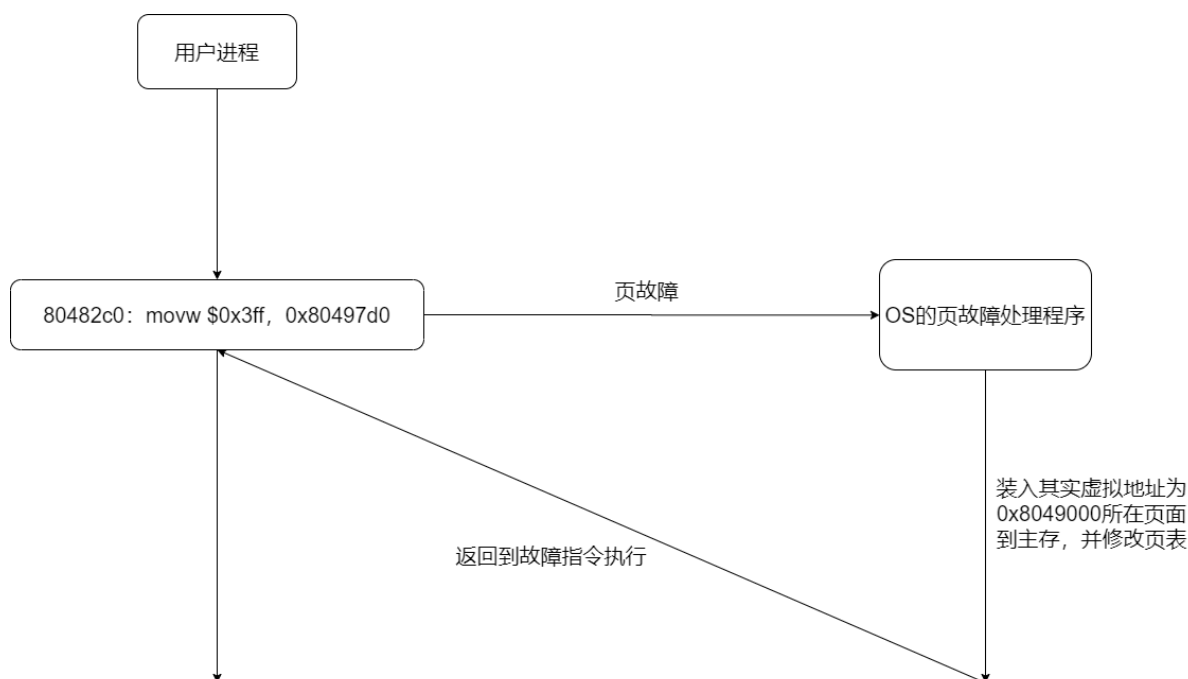 用户进程
80482c0：movw $0x3ff，0x80497d0
页故障
OS的页故障处理程序
装入其实虚拟地址为
0x8049000所在页面
到主存，并修改页表
返回到故障指令执行